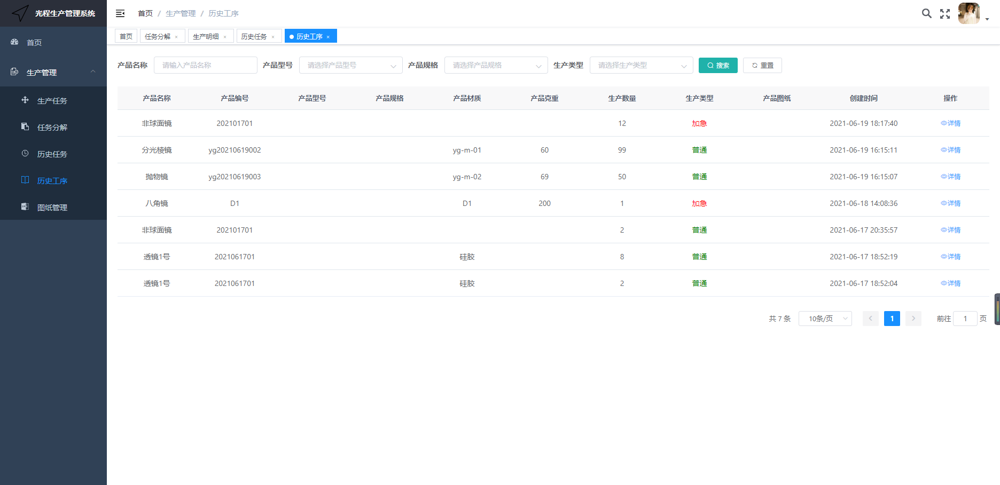 光程生产管理系统
首页 / 生产管理 / 历史工序
首页 任务分解 × 生产明细 × 历史任务 × 历史工序 ×
首页
生产管理
生产任务
任务分解
历史任务
历史工序
图纸管理
产品名称 请输入产品名称 产品型号 请选择产品型号 产品规格 请选择产品规格 生产类型 请选择生产类型 搜索 重置
产品名称 产品编号 产品型号 产品规格 产品材质 产品克重 生产数量 生产类型 产品图纸 创建时间 操作
非球面镜 202101701 12 加急 2021-06-19 18:17:40 详情
分光棱镜 yg20210619002 yg-m-01 60 99 普通 2021-06-19 16:15:11 详情
抛物镜 yg20210619003 yg-m-02 69 50 普通 2021-06-19 16:15:07 详情
八角镜 D1 D1 200 1 加急 2021-06-18 14:08:36 详情
非球面镜 202101701 2 普通 2021-06-17 20:35:57 详情
透镜1号 2021061701 硅胶 8 普通 2021-06-17 18:52:19 详情
透镜1号 2021061701 硅胶 2 普通 2021-06-17 18:52:04 详情
共 7 条 10条/页 1 前往 1 页